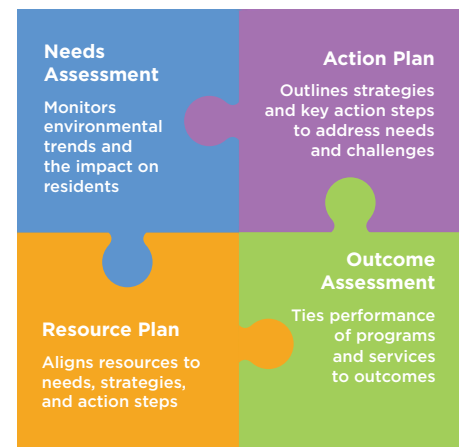 Needs
Assessment
Monitors
environmental
trends and
the impact on
residents
Action Plan
Outlines strategies
and key action steps
to address needs
and challenges
Resource Plan
Aligns resources to
needs, strategies,
and action steps
Outcome
Assessment
Ties performance
of programs
and services
to outcomes